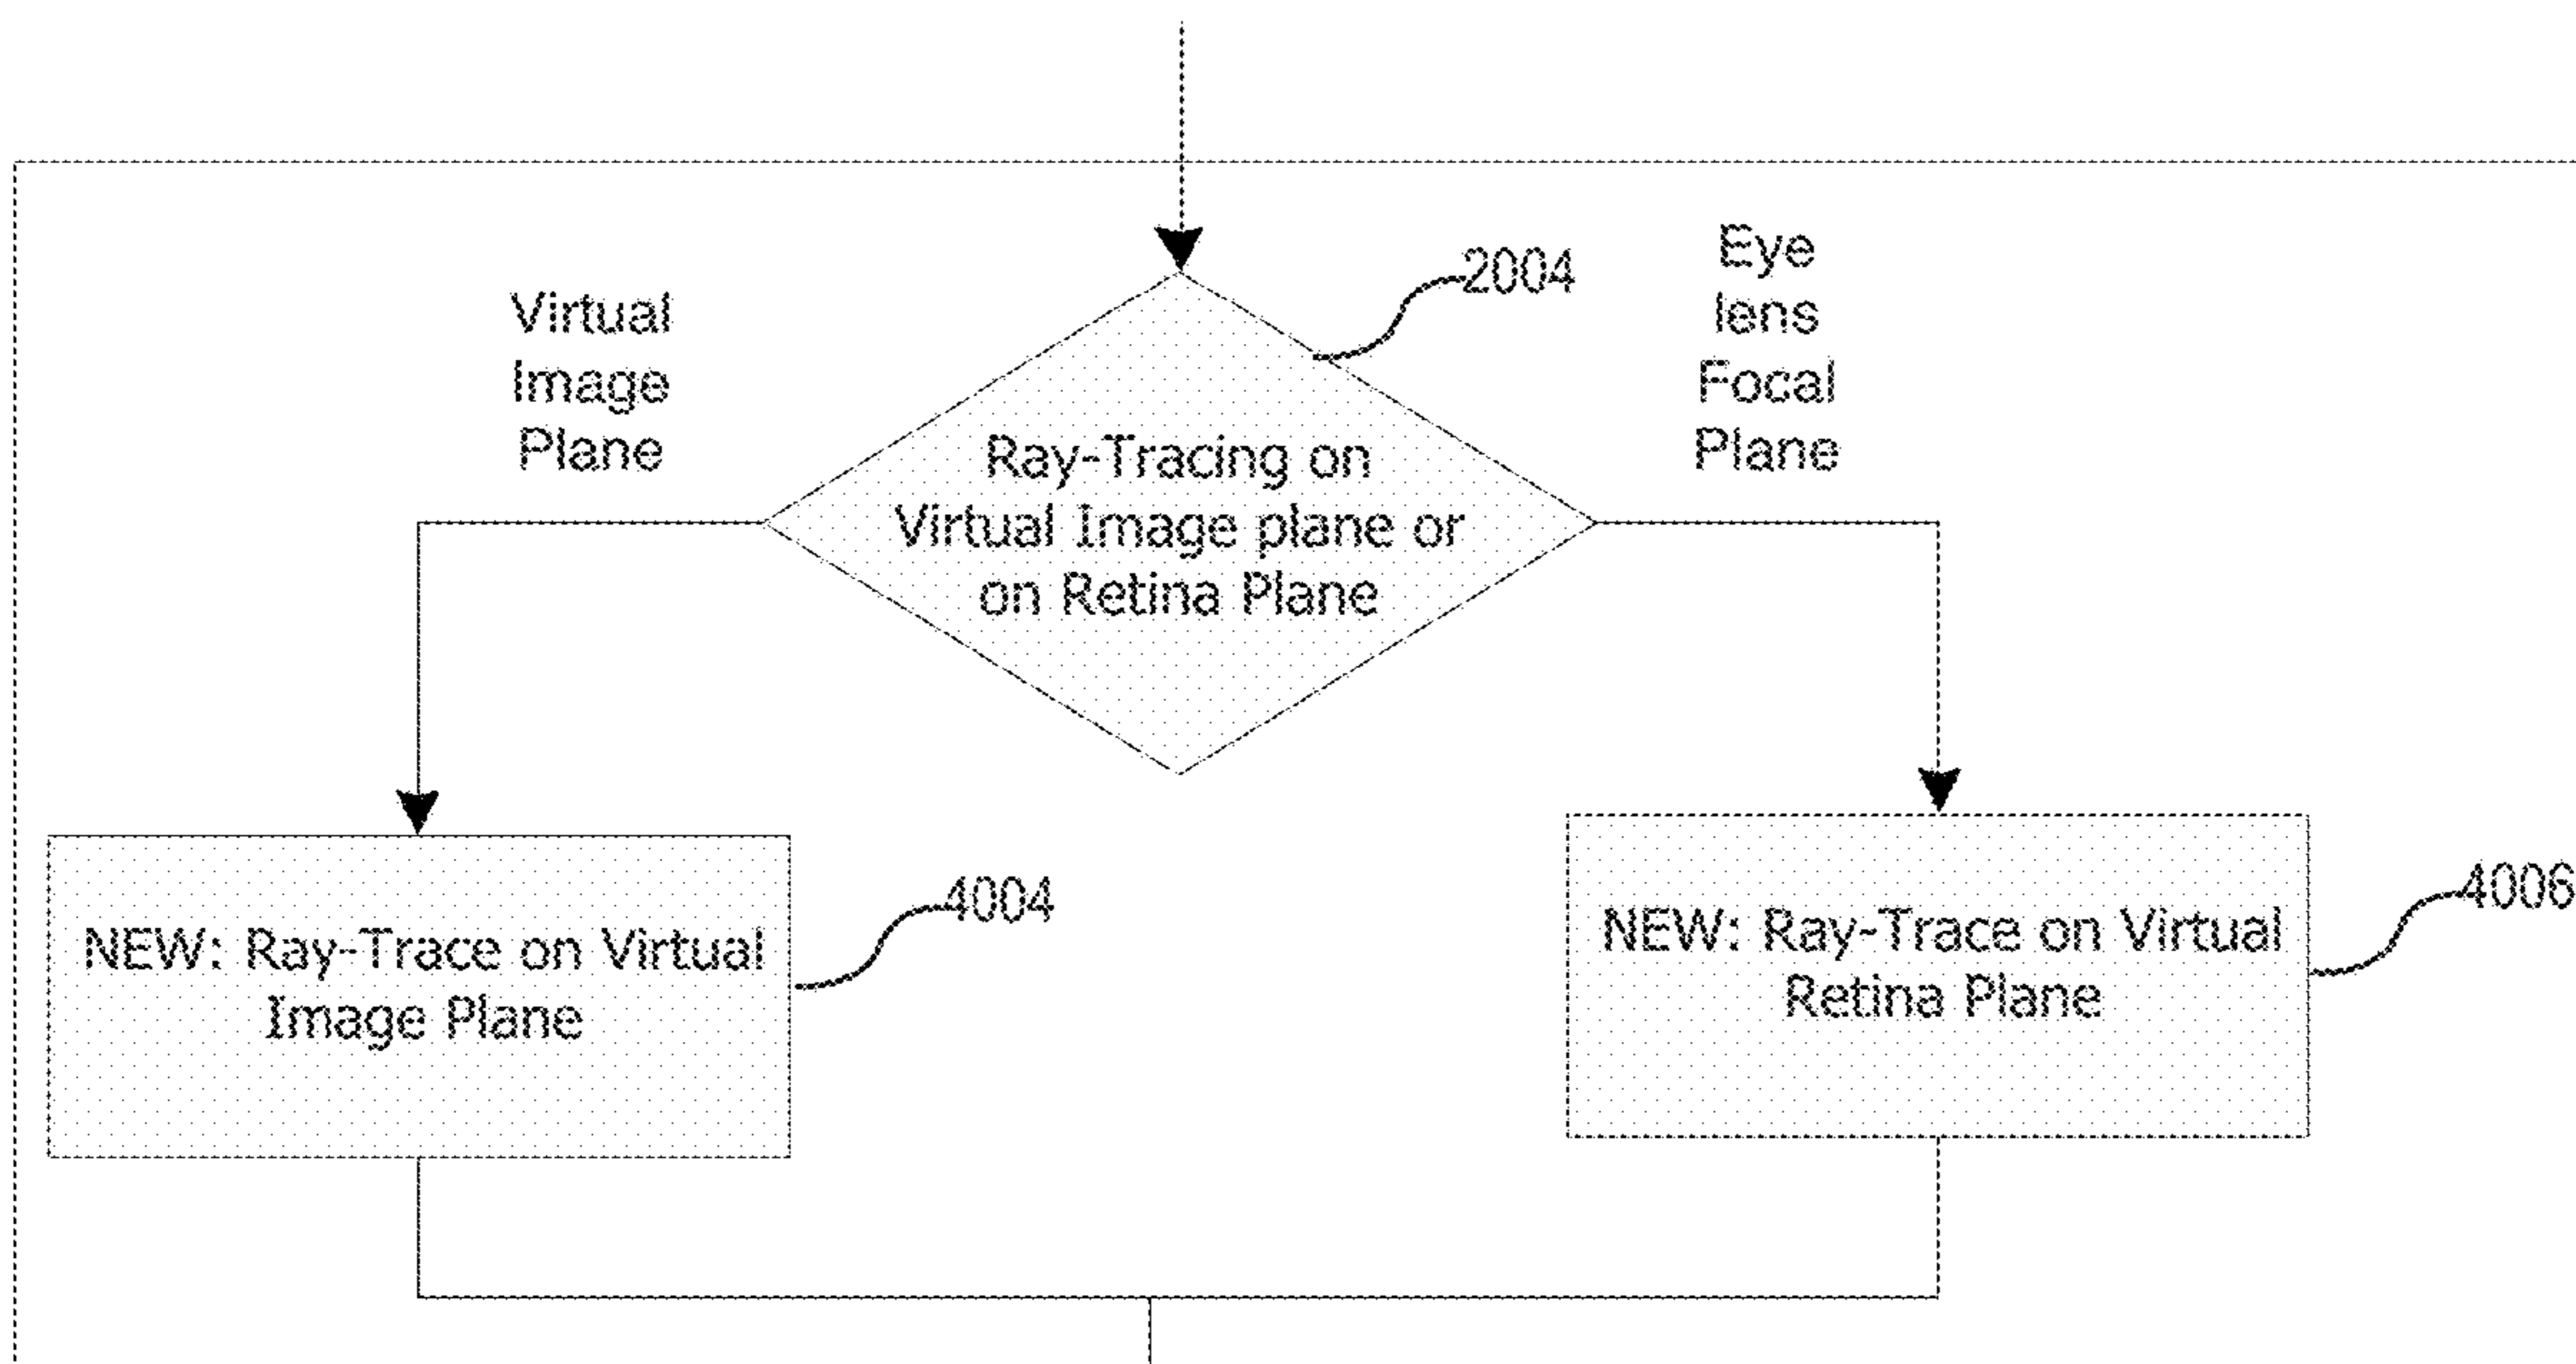 2004
Virtual
Image
Plane
Eye
lens
Focal
Plane
Ray-Tracing on
Virtual Image plane or
on Retina Plane
NEW: Ray-Trace on Virtual
Image Plane
4004
NEW: Ray-Trace on Virtual
Retina Plane
4006